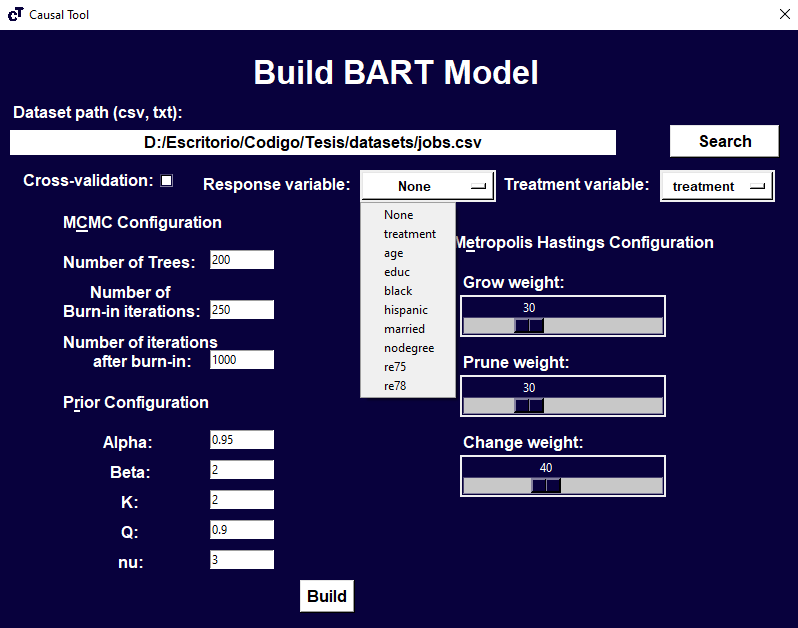 Causal Tool
Build BART Model
Dataset path (csv, txt):
D:/Escritorio/Codigo/Tesis/datasets/jobs.csv
Search
Cross-validation:
Response variable:
None
Treatment variable:
treatment
None
treatment
age
educ
black
hispanic
married
nodegree
re75
re78
MCMC Configuration
Number of Trees:
200
Number of
Burn-in iterations:
250
Number of iterations
after burn-in:
1000
Prior Configuration
Alpha:
0.95
Beta:
2
K:
2
Q:
0.9
nu:
3
Metropolis Hastings Configuration
Grow weight:
30
Prune weight:
30
Change weight:
40
Build